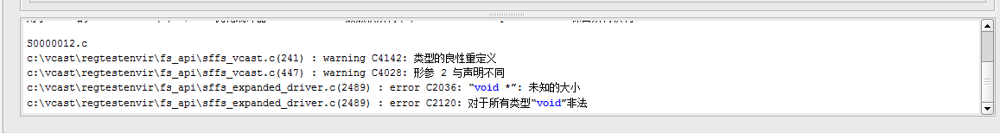 S0000012.c
c:\vcast\regtestenvir\fs_api\sffs_vcast.c(241) : warning C4142: 类型的良性重定义
c:\vcast\regtestenvir\fs_api\sffs_vcast.c(447) : warning C4028: 形参 2 与声明不同
c:\vcast\regtestenvir\fs_api\sffs_expanded_driver.c(2489) : error C2036: “void *”: 未知的大小
c:\vcast\regtestenvir\fs_api\sffs_expanded_driver.c(2489) : error C2120: 对于所有类型“void”非法